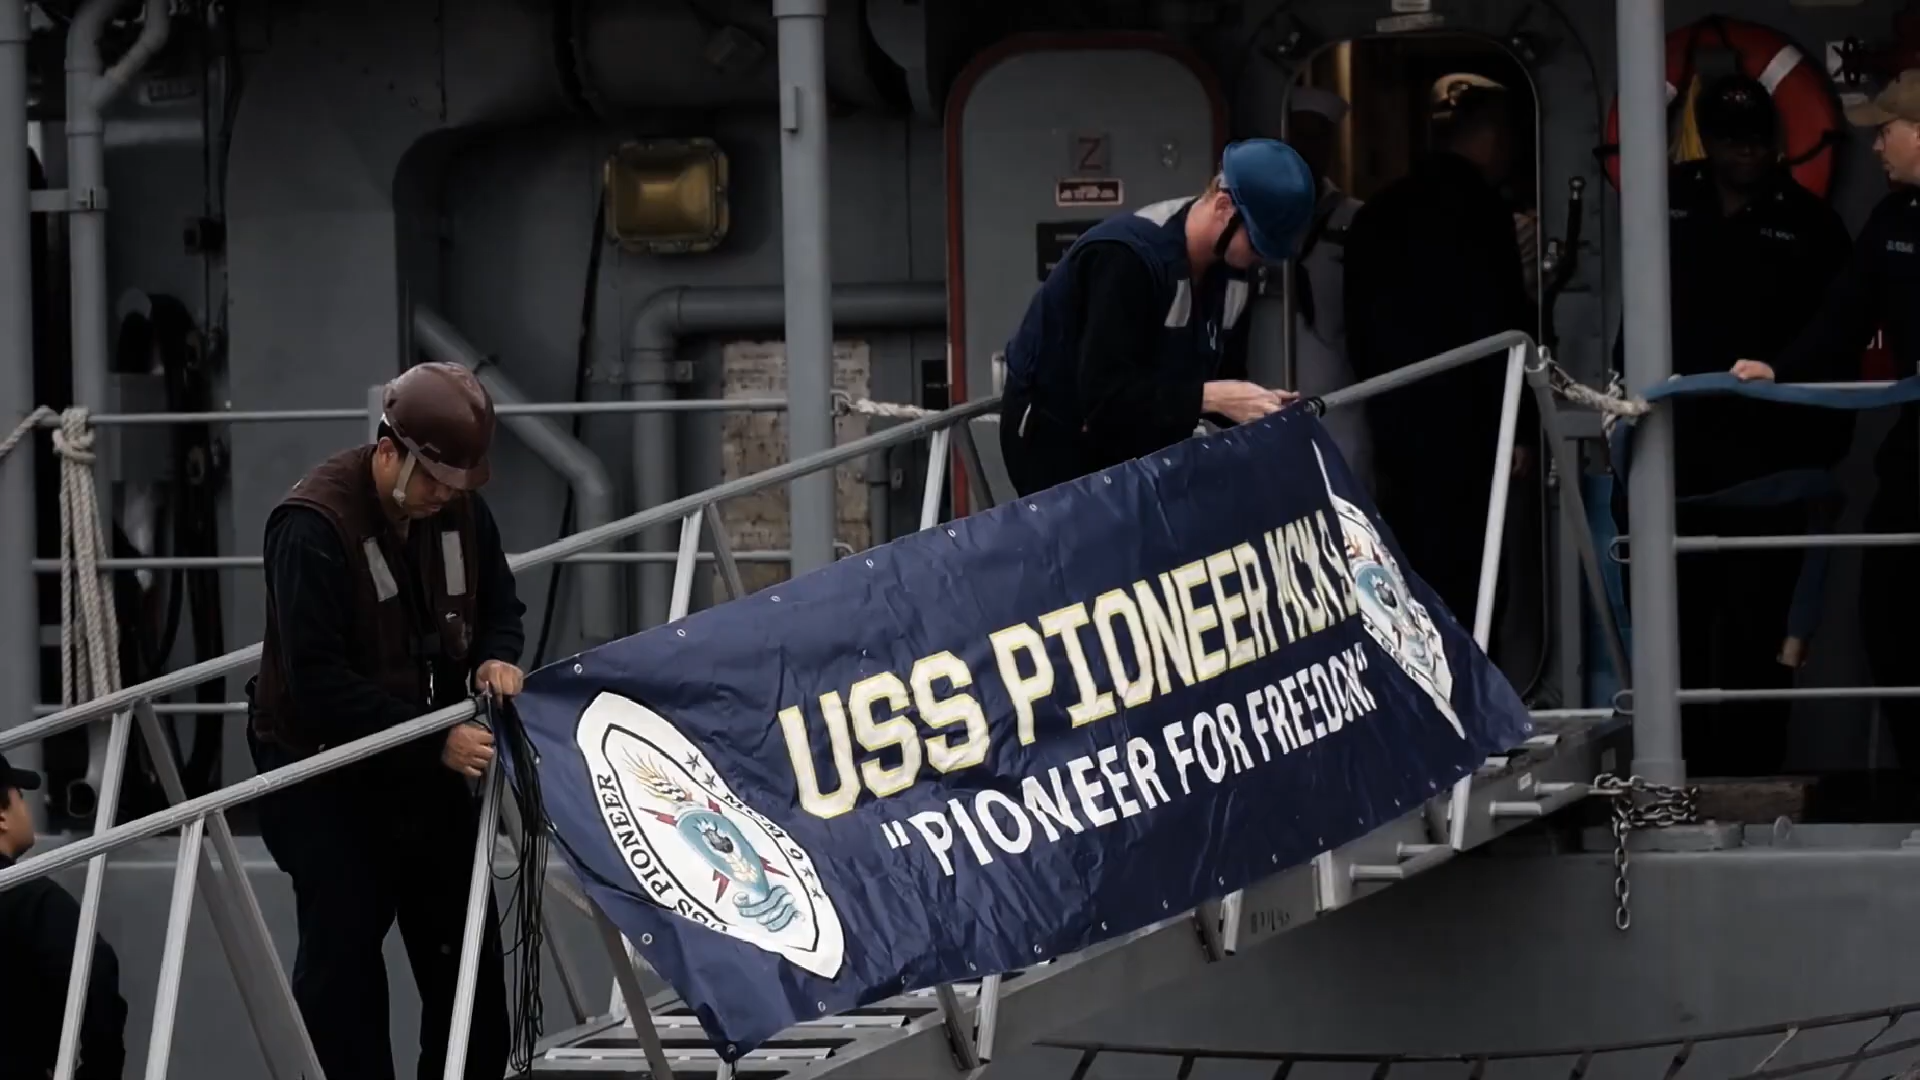 Z
USS PIONEER MCM 9
"PIONEER FOR FREEDOM"
USS PIONEER
MCM 9